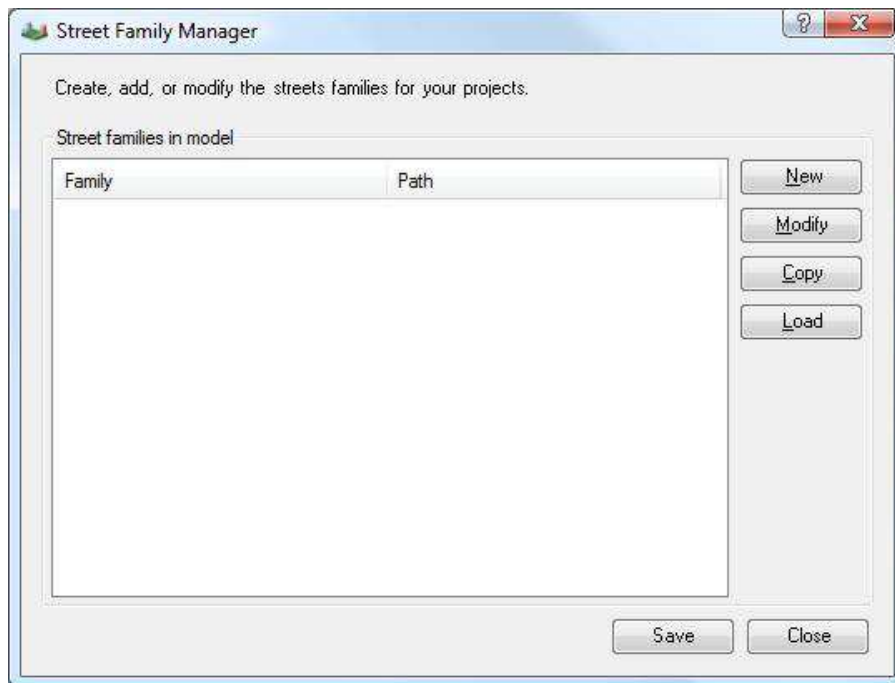 Street Family Manager
?
X
Create, add, or modify the streets families for your projects.
Street families in model
Family Path
New
Modify
Copy
Load
Save Close